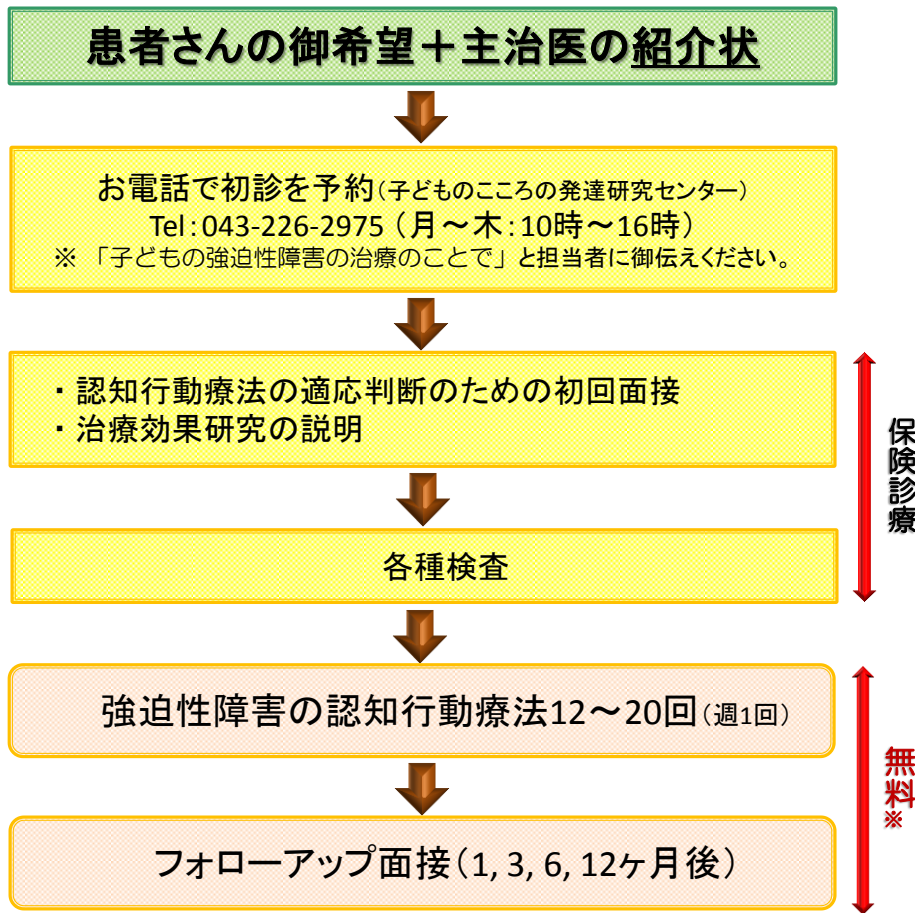 患者さんの御希望＋主治医の紹介状
お電話で初診を予約（子どものこころの発達研究センター）
Tel：043-226-2975（月～木：10時～16時）
※ 「子どもの強迫性障害の治療のことで」と担当者に御伝えください。
・認知行動療法の適応判断のための初回面接
・治療効果研究の説明
保険診療
各種検査
強迫性障害の認知行動療法12～20回（週1回）
無料※
フォローアップ面接（1, 3, 6, 12ヶ月後）